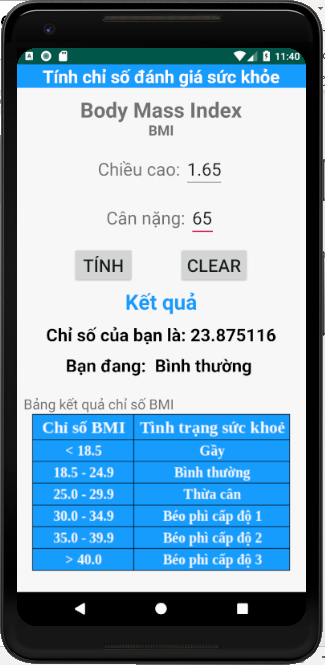 11:40
Tính chỉ số đánh giá sức khỏe
Body Mass Index
BMI
Chiều cao: 1.65
Cân nặng: 65
TÍNH CLEAR
Kết quả
Chỉ số của bạn là: 23.875116
Bạn đang: Bình thường
Bảng kết quả chỉ số BMI
Chỉ số BMI Tình trạng sức khoẻ
< 18.5 Gầy
18.5 - 24.9 Bình thường
25.0 - 29.9 Thừa cân
30.0 - 34.9 Béo phì cấp độ 1
35.0 - 39.9 Béo phì cấp độ 2
> 40.0 Béo phì cấp độ 3